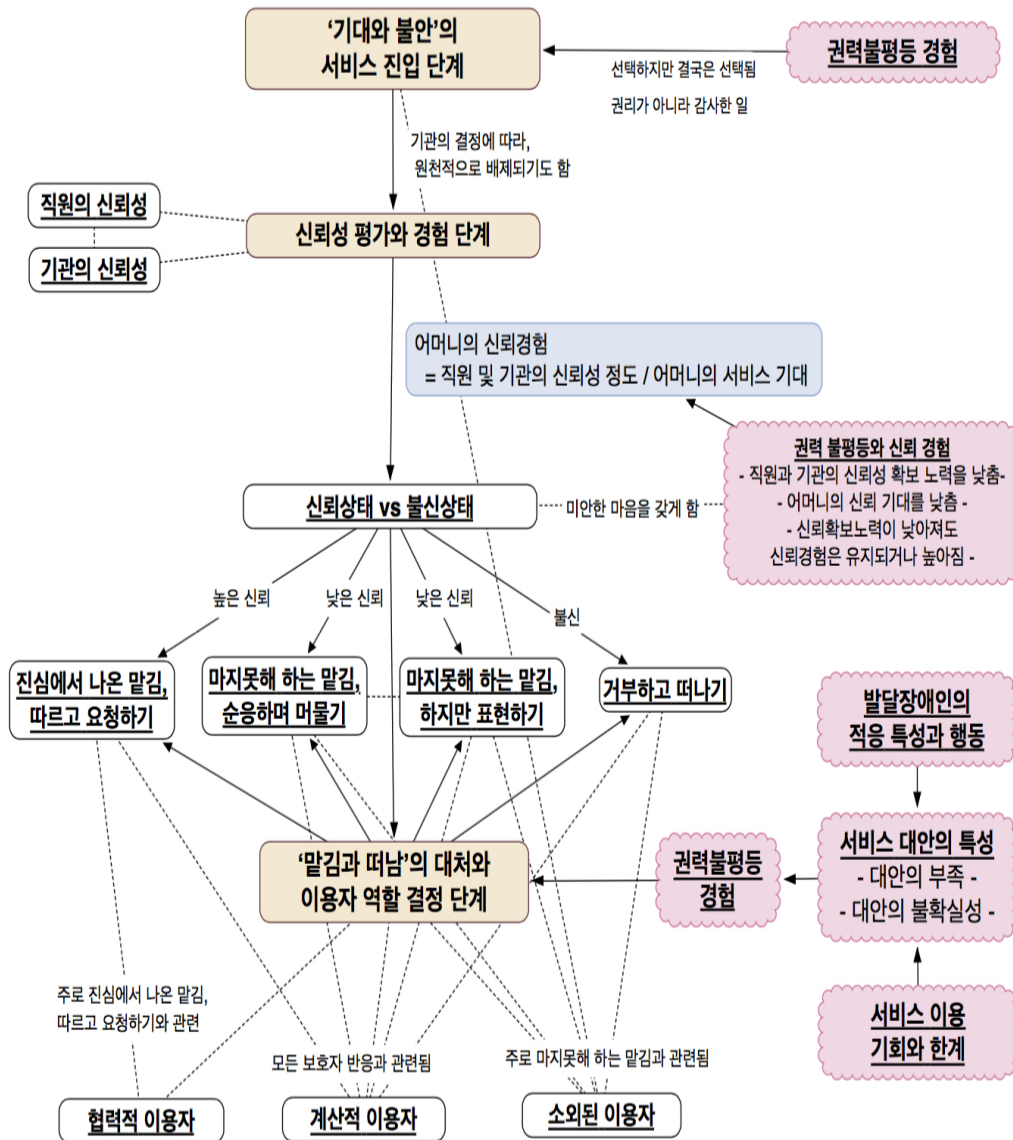 ‘기대와 불안’의
서비스 진입 단계
권력불평등 경험
선택하지만 결국은 선택됨
권리가 아니라 감사한 일
기관의 결정에 따라,
원천적으로 배제되기도 함
직원의 신뢰성
신뢰성 평가와 경험 단계
기관의 신뢰성
어머니의 신뢰경험
= 직원 및 기관의 신뢰성 정도 / 어머니의 서비스 기대
권력 불평등와 신뢰 경험
- 직원과 기관의 신뢰성 확보 노력을 낮춤-
- 어머니의 신뢰 기대를 낮츰 -
- 신뢰확보노력이 낮아져도
신뢰경험은 유지되거나 높아짐 -
신뢰상태 vs 불신상태
미안한 마음을 갖게 함
높은 신뢰
낮은 신뢰
낮은 신뢰
불신
진심에서 나온 맡김,
따르고 요청하기
마지못해 하는 맡김,
순응하며 머물기
마지못해 하는 맡김,
하지만 표현하기
거부하고 떠나기
발달장애인의
적응 특성과 행동
‘맡김과 떠남’의 대처와
이용자 역할 결정 단계
권력불평등
경험
서비스 대안의 특성
- 대안의 부족 -
- 대안의 불확실성 -
서비스 이용
기회와 한계
주로 진심에서 나온 맡김,
따르고 요청하기와 관련
모든 보호자 반응과 관련됨
주로 마지못해 하는 맡김과 관련됨
협력적 이용자
계산적 이용자
소외된 이용자